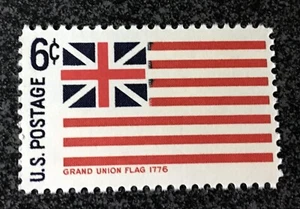 6¢
U.S. POSTAGE
GRAND UNION FLAG 1776